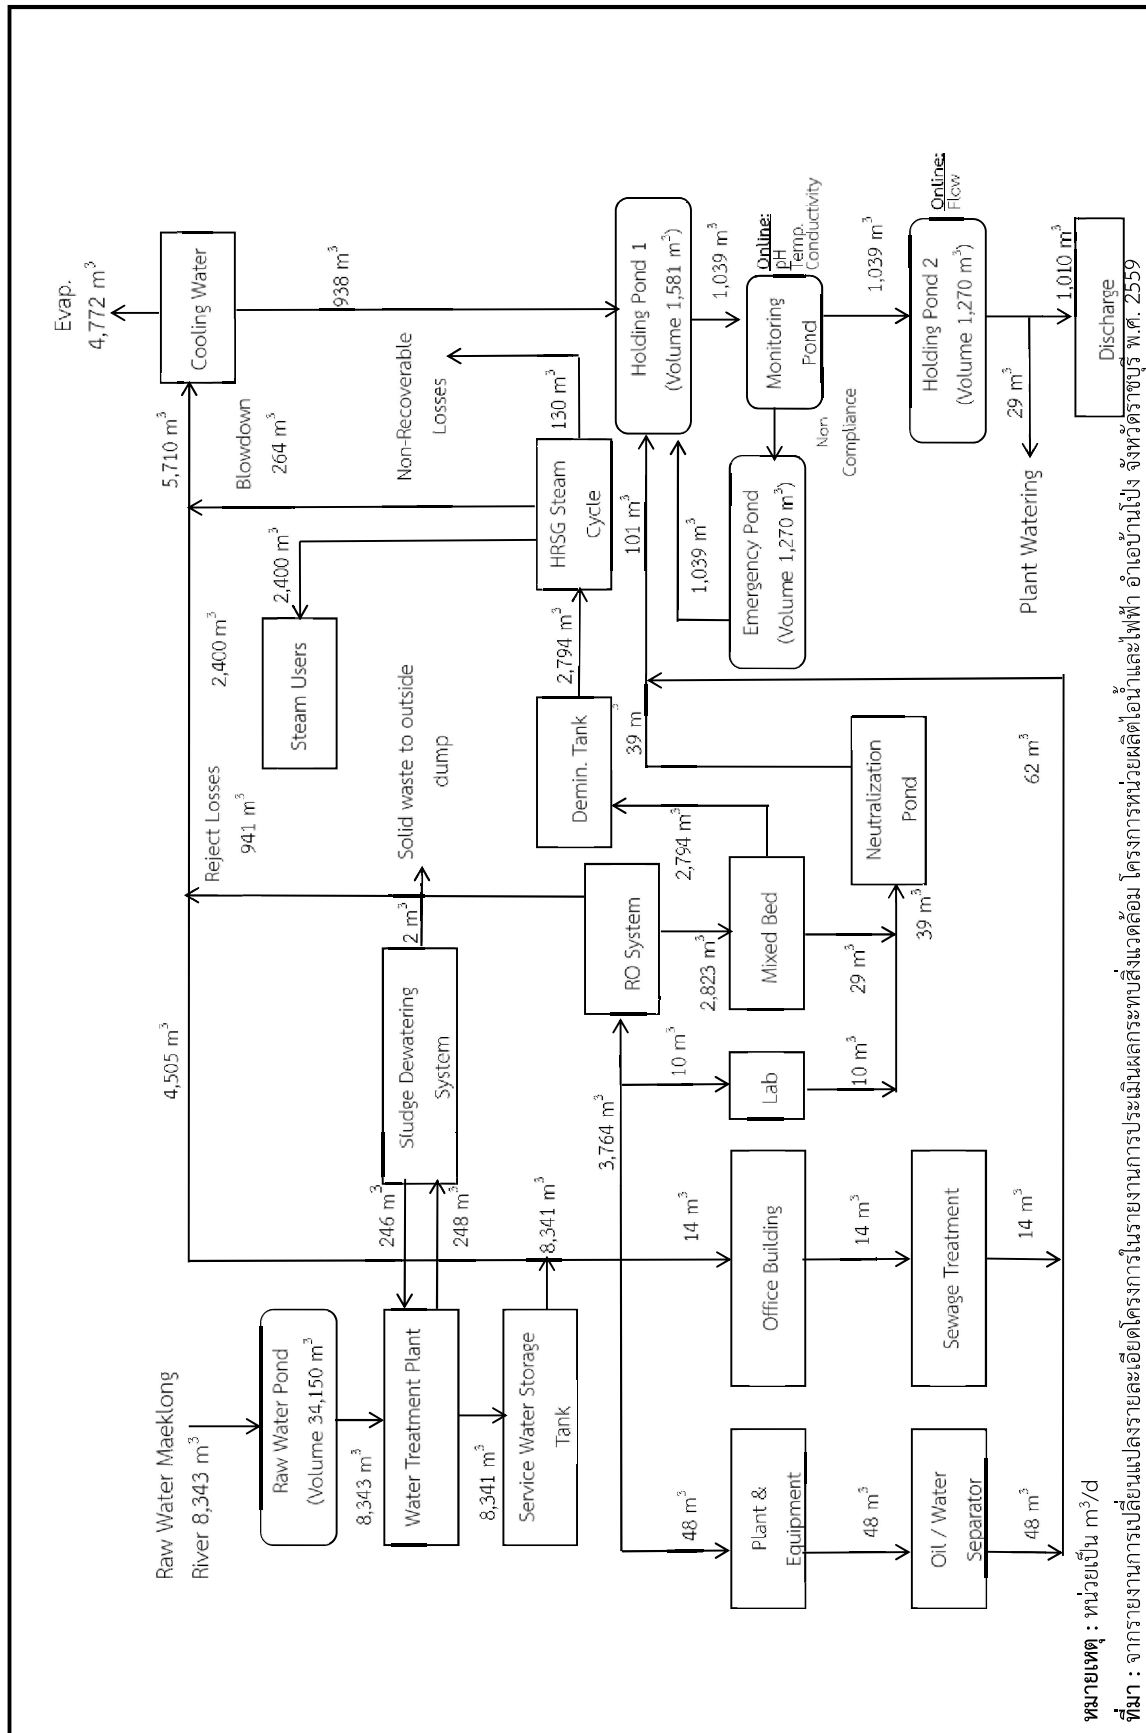 Raw Water Maeklong
River 8,343 m³
Raw Water Pond
(Volume 34,150 m³)
8,343 m³
Water Treatment Plant
246 m³
248 m³
Sludge Dewatering
System
2 m³
Solid waste to outside
dump
8,341 m³
Service Water Storage
Tank
8,341 m³
4,505 m³
Reject Losses
941 m³
2,400 m³
Steam Users
2,400 m³
Blowdown
264 m³
5,710 m³
Cooling Water
Evap.
4,772 m³
938 m³
Non-Recoverable
Losses
130 m³
HRSG Steam
Cycle
2,794 m³
Demin. Tank
2,794 m³
RO System
3,764 m³
2,823 m³
10 m³
48 m³
14 m³
Plant &
Equipment
Office Building
Lab
Mixed Bed
48 m³
14 m³
10 m³
29 m³
39 m³
Neutralization
Pond
39 m³
Oil / Water
Separator
Sewage Treatment
48 m³
14 m³
62 m³
101 m³
Holding Pond 1
(Volume 1,581 m³)
1,039 m³
1,039 m³
Emergency Pond
(Volume 1,270 m³)
Non
Compliance
Monitoring
Pond
Online:
pH
Temp.
Conductivity
1,039 m³
Holding Pond 2
(Volume 1,270 m³)
Online:
Flow
Plant Watering
29 m³
1,010 m³
Discharge
หมายเหตุ : หน่วยเป็น m³/d
ที่มา : จากรายงานการเปลี่ยนแปลงรายละเอียดโครงการในรายงานการประเมินผลกระทบสิ่งแวดล้อม โครงการหน่วยผลิตไอน้ำและไฟฟ้า อำเภอบ้านโป่ง จังหวัดราชบุรี พ.ศ. 2559